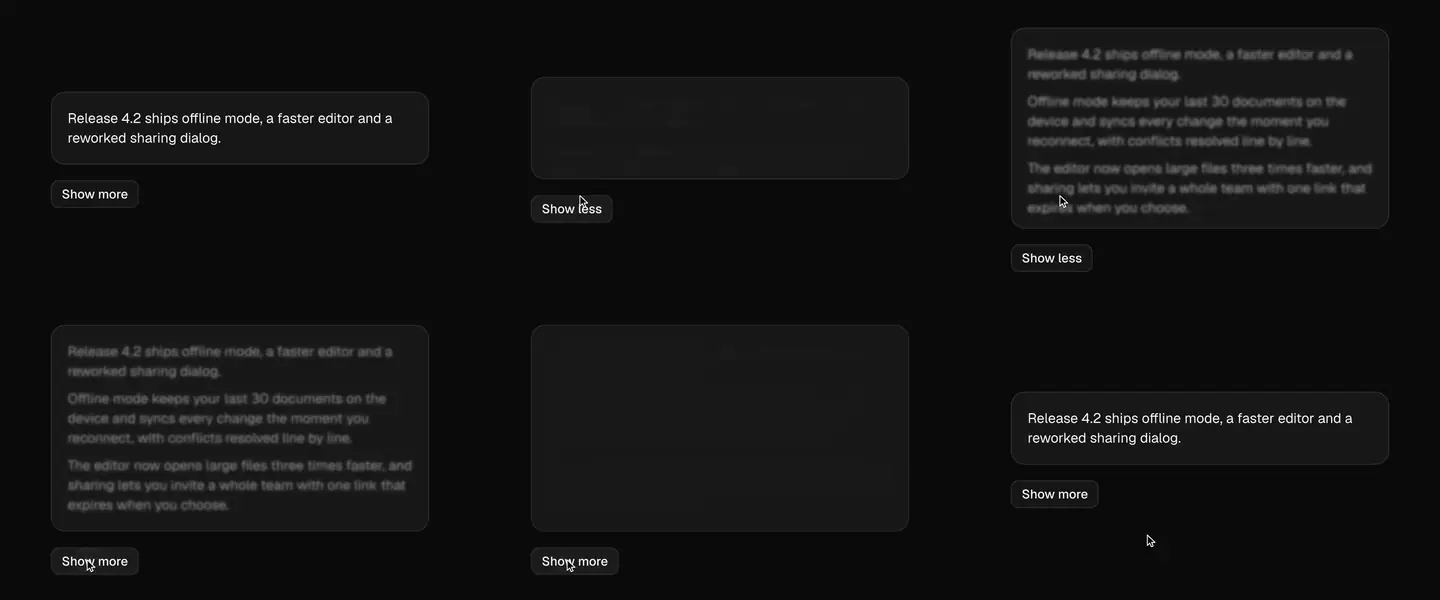 Release 4.2 ships offline mode, a faster editor and a
reworked sharing dialog.
Show more
Show less
Release 4.2 ships offline mode, a faster editor and a
reworked sharing dialog.
Offline mode keeps your last 30 documents on the
device and syncs every change the moment you
reconnect, with conflicts resolved line by line.
The editor now opens large files three times faster, and
sharing lets you invite a whole team with one link that
expires when you choose.
Show less
Release 4.2 ships offline mode, a faster editor and a
reworked sharing dialog.
Offline mode keeps your last 30 documents on the
device and syncs every change the moment you
reconnect, with conflicts resolved line by line.
The editor now opens large files three times faster, and
sharing lets you invite a whole team with one link that
expires when you choose.
Show more
Show more
Release 4.2 ships offline mode, a faster editor and a
reworked sharing dialog.
Show more